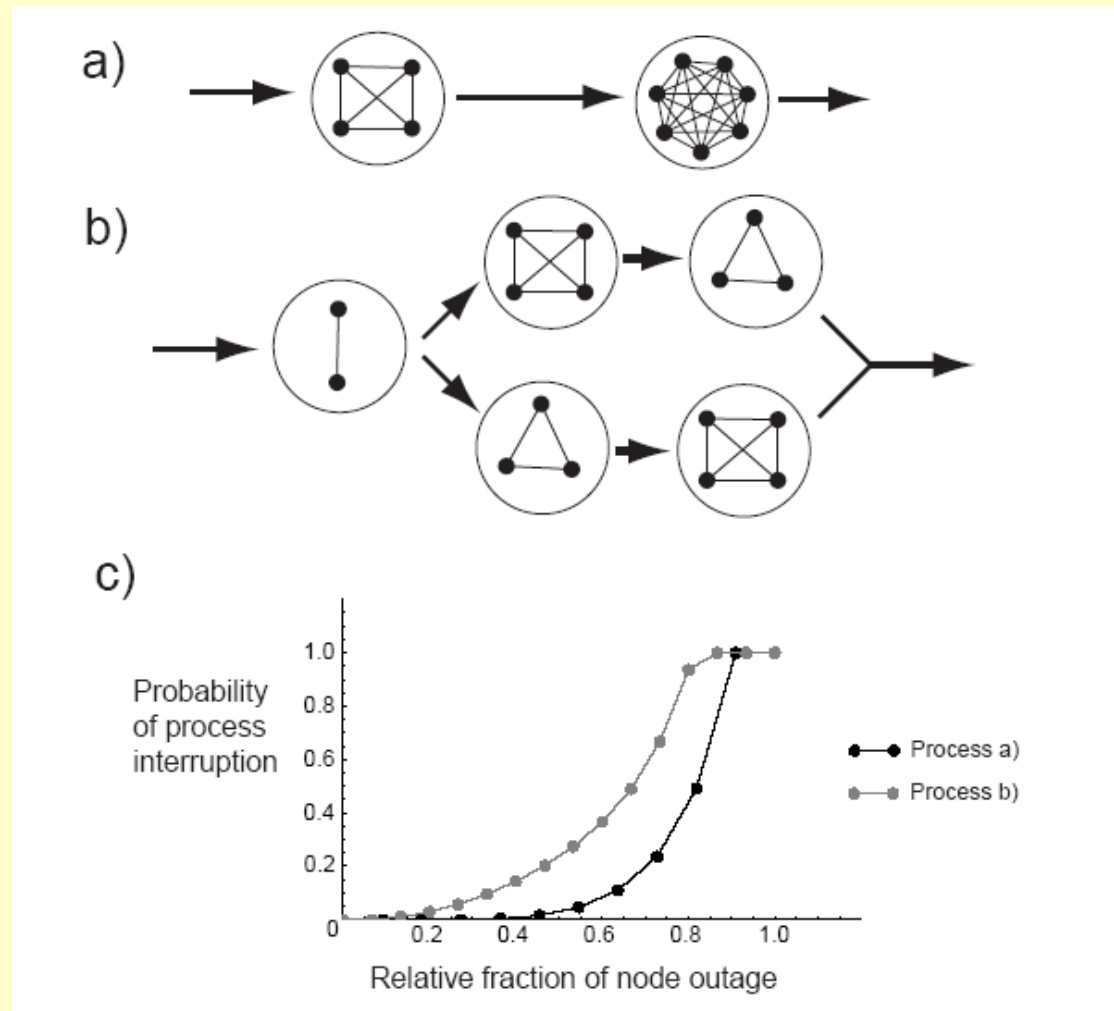 a)
b)
c)
Probability
of process
interruption
1.0
0.8
0.6
0.4
0.2
0
0.2
0.4
0.6
0.8
1.0
Relative fraction of node outage
Process a)
Process b)